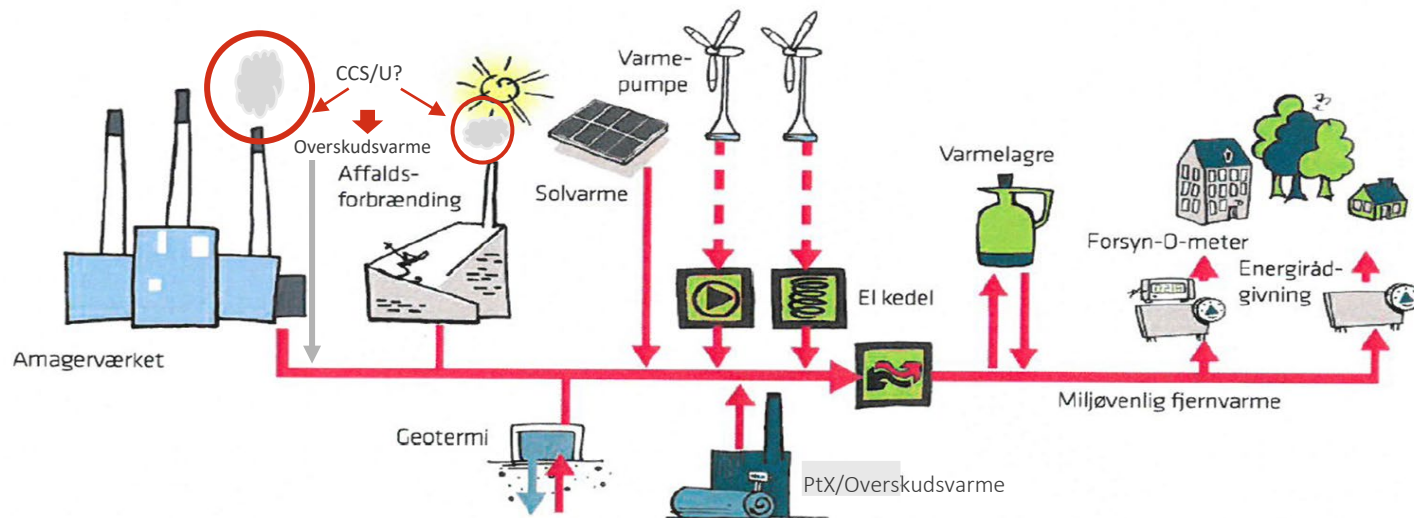 CCS/U?
Overskudsvarme
Affalds-
forbrænding
Solvarme
Varme-
pumpe
Varmelagre
Forsyn-O-meter
Energiråd-
givning
El kedel
Amagerværket
Miljøvenlig fjernvarme
Geotermi
PtX/Overskudsvarme